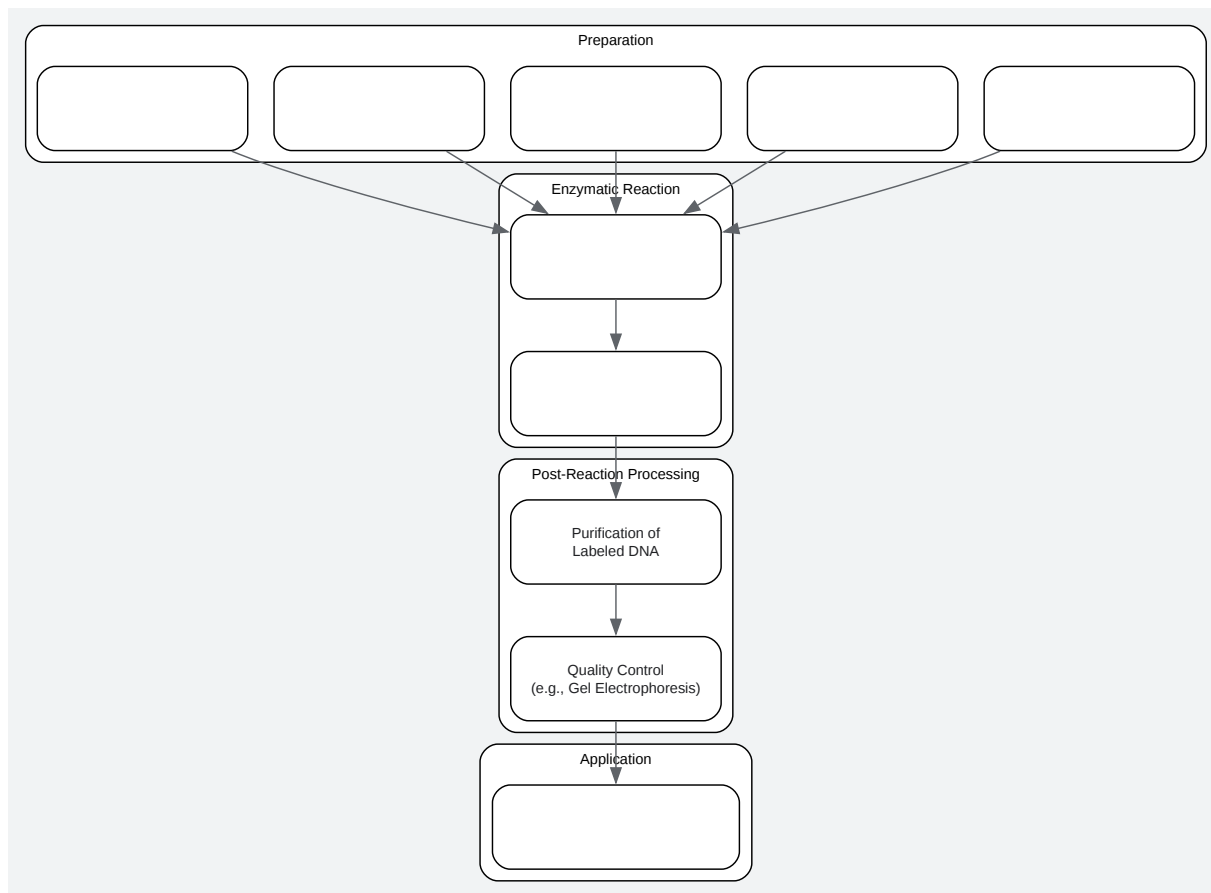 Preparation
Enzymatic Reaction
Post-Reaction Processing
Purification of
Labeled DNA
Quality Control
(e.g., Gel Electrophoresis)
Application